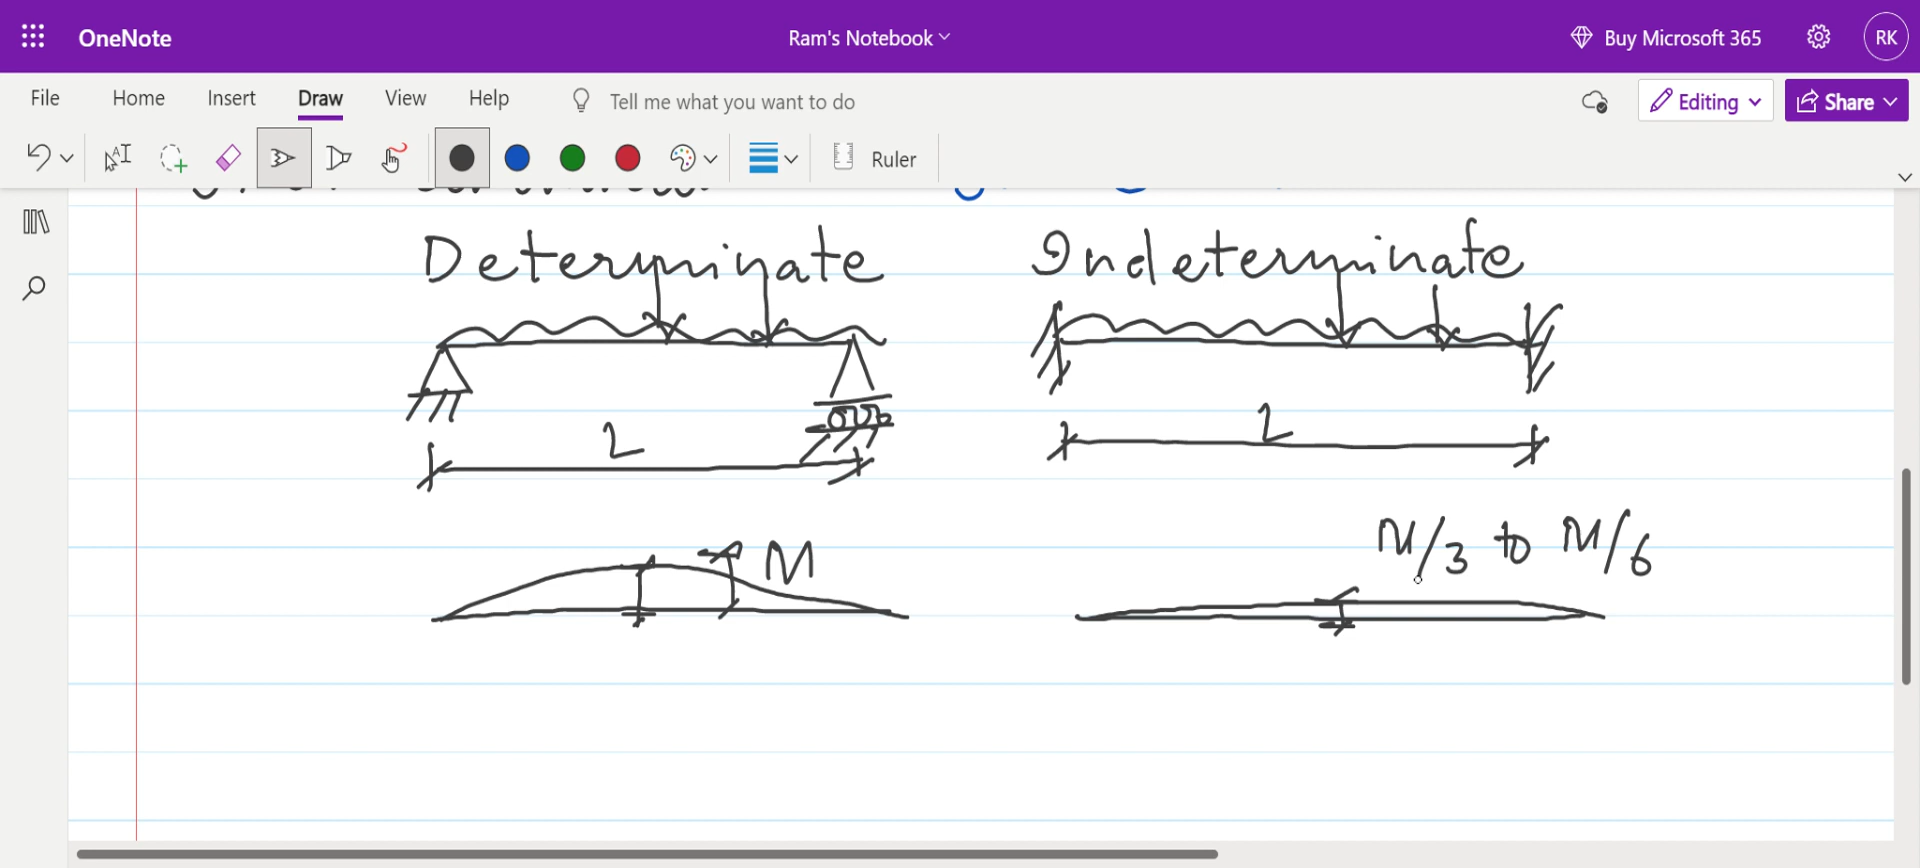 OneNote
Ram's Notebook
Buy Microsoft 365
RK
File Home Insert Draw View Help Tell me what you want to do
Editing
Share
Ruler
Determinate
Indeterminate
L
L
M
M/3 to M/6